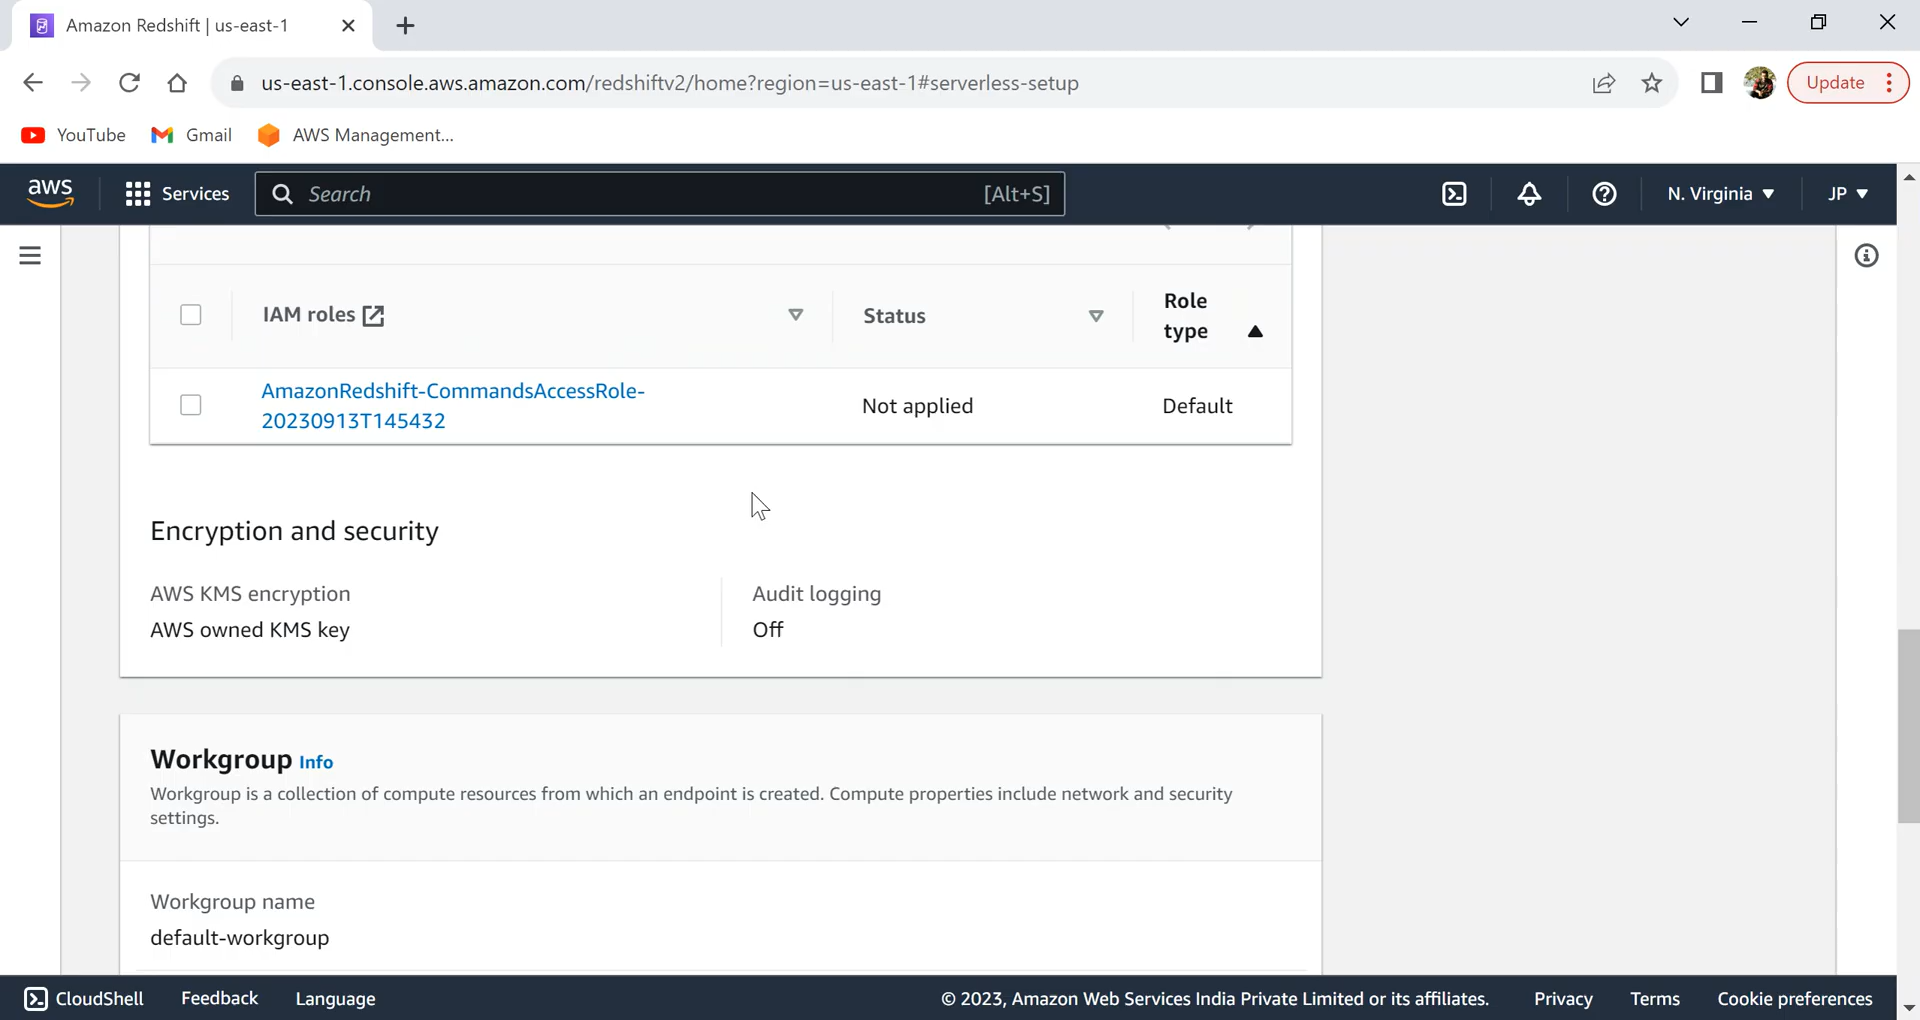 Amazon Redshift | us-east-1
us-east-1.console.aws.amazon.com/redshiftv2/home?region=us-east-1#serverless-setup
Update
YouTube
Gmail
AWS Management...
aws
Services
Search
[Alt+S]
N. Virginia
JP
IAM roles
Status
Role
type
AmazonRedshift-CommandsAccessRole-
20230913T145432
Not applied
Default
Encryption and security
AWS KMS encryption
AWS owned KMS key
Audit logging
Off
Workgroup Info
Workgroup is a collection of compute resources from which an endpoint is created. Compute properties include network and security
settings.
Workgroup name
default-workgroup
CloudShell
Feedback
Language
© 2023, Amazon Web Services India Private Limited or its affiliates.
Privacy
Terms
Cookie preferences